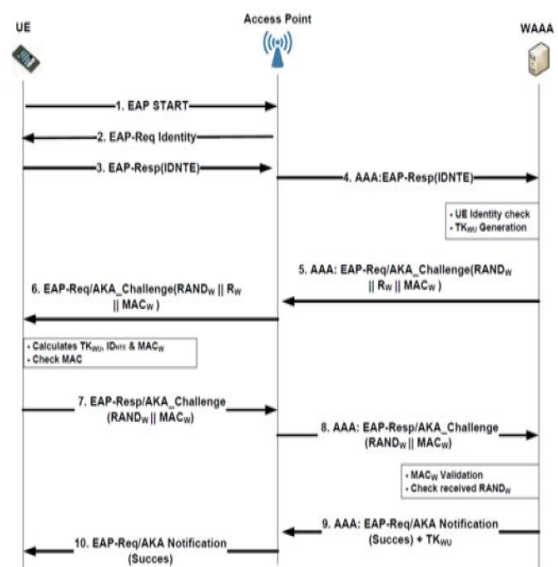 UE
Access Point
WAAA
1. EAP START
2. EAP-Req Identity
3. EAP-Resp(IDNTE)
4. AAA:EAP-Resp(IDNTE)
- UE Identity check
- TKWU Generation
5. AAA: EAP-Req/AKA_Challenge(RANDW
|| RW || MACW )
6. EAP-Req/AKA_Challenge(RANDW || RW
|| MACW )
- Calculates TKWU, IDNTE & MACW
- Check MAC
7. EAP-Resp/AKA_Challenge
(RANDW || MACW)
8. AAA: EAP-Resp/AKA_Challenge
(RANDW || MACW)
- MACW Validation
- Check received RANDW
9. AAA: EAP-Req/AKA Notification
(Succes) + TKWU
10. EAP-Req/AKA Notification
(Succes)